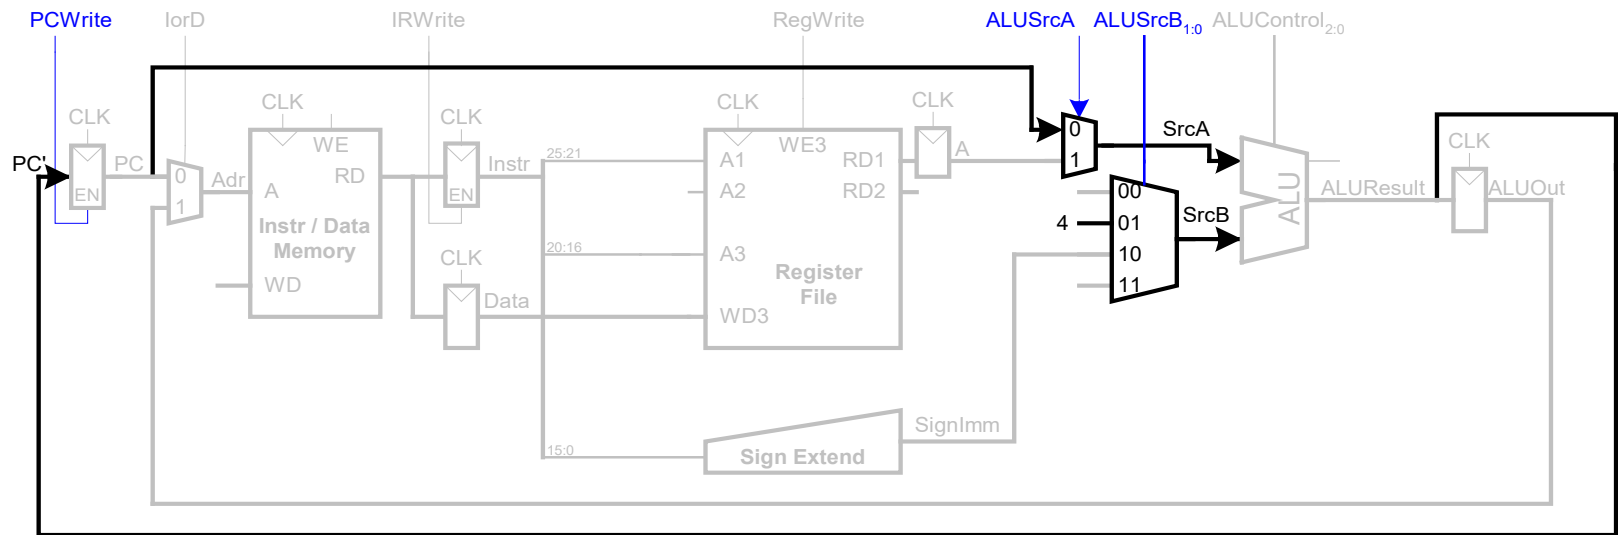 PCWrite IorD IRWrite RegWrite ALUSrcA ALUSrcB1:0 ALUControl2:0
CLK CLK CLK CLK CLK CLK
PC' PC EN
0 1 Adr
WE
A RD
Instr / Data
Memory
WD
EN Instr
CLK
Data
25:21
20:16
15:0
WE3
A1 RD1
A2 RD2
A3
Register
File
WD3
A
0
1
SrcA
00
4 01
10
11
SrcB
ALU
ALUResult
ALUOut
SignImm
Sign Extend